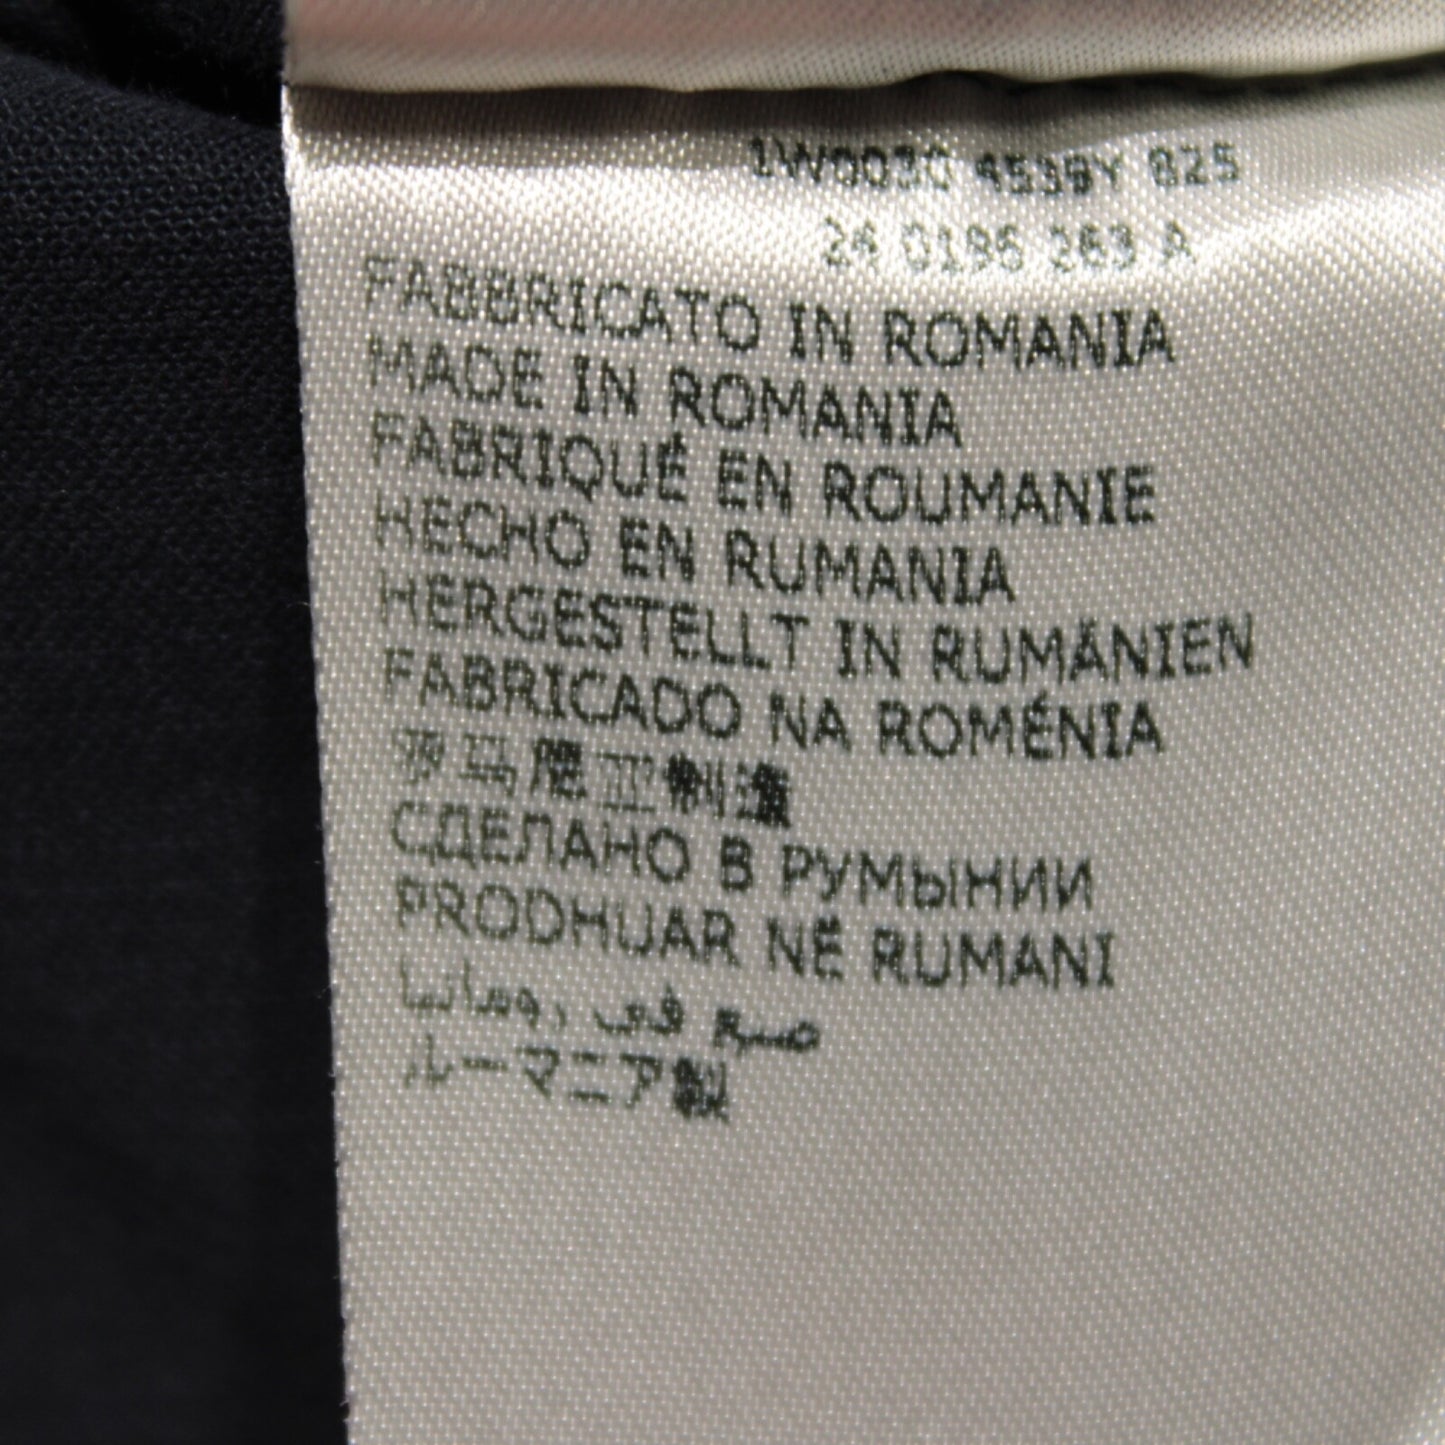 1W0030 4539Y 825
24 0196 263 A
FABBRICATO IN ROMANIA
MADE IN ROMANIA
FABRIQUÉ EN ROUMANIE
HECHO EN RUMANIA
HERGESTELLT IN RUMÄNIEN
FABRICADO NA ROMÉNIA
罗马尼亚制造
СДЕЛАНО В РУМЫНИИ
PRODHUAR NË RUMANI
صنع في رومانيا
ルーマニア製